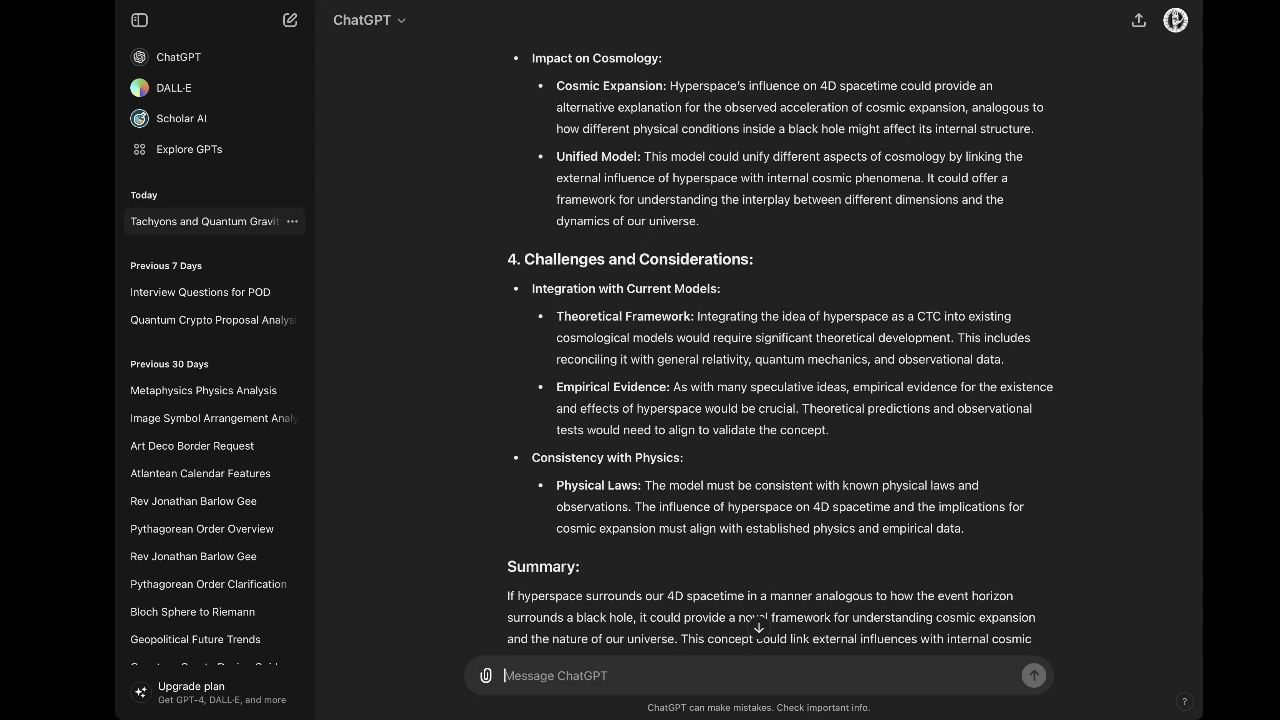 ChatGPT
DALL·E
Scholar AI
Explore GPTs
Today
Tachyons and Quantum Gravit
Previous 7 Days
Interview Questions for POD
Quantum Crypto Proposal Analysi
Previous 30 Days
Metaphysics Physics Analysis
Image Symbol Arrangement Analy
Art Deco Border Request
Atlantean Calendar Features
Rev Jonathan Barlow Gee
Pythagorean Order Overview
Rev Jonathan Barlow Gee
Pythagorean Order Clarification
Bloch Sphere to Riemann
Geopolitical Future Trends
Upgrade plan
Get GPT-4, DALL·E, and more
ChatGPT
• Impact on Cosmology:
• Cosmic Expansion: Hyperspace's influence on 4D spacetime could provide an
alternative explanation for the observed acceleration of cosmic expansion, analogous to
how different physical conditions inside a black hole might affect its internal structure.
• Unified Model: This model could unify different aspects of cosmology by linking the
external influence of hyperspace with internal cosmic phenomena. It could offer a
framework for understanding the interplay between different dimensions and the
dynamics of our universe.
4. Challenges and Considerations:
• Integration with Current Models:
• Theoretical Framework: Integrating the idea of hyperspace as a CTC into existing
cosmological models would require significant theoretical development. This includes
reconciling it with general relativity, quantum mechanics, and observational data.
• Empirical Evidence: As with many speculative ideas, empirical evidence for the existence
and effects of hyperspace would be crucial. Theoretical predictions and observational
tests would need to align to validate the concept.
• Consistency with Physics:
• Physical Laws: The model must be consistent with known physical laws and
observations. The influence of hyperspace on 4D spacetime and the implications for
cosmic expansion must align with established physics and empirical data.
Summary:
If hyperspace surrounds our 4D spacetime in a manner analogous to how the event horizon
surrounds a black hole, it could provide a novel framework for understanding cosmic expansion
and the nature of our universe. This concept could link external influences with internal cosmic
Message ChatGPT
ChatGPT can make mistakes. Check important info.
?